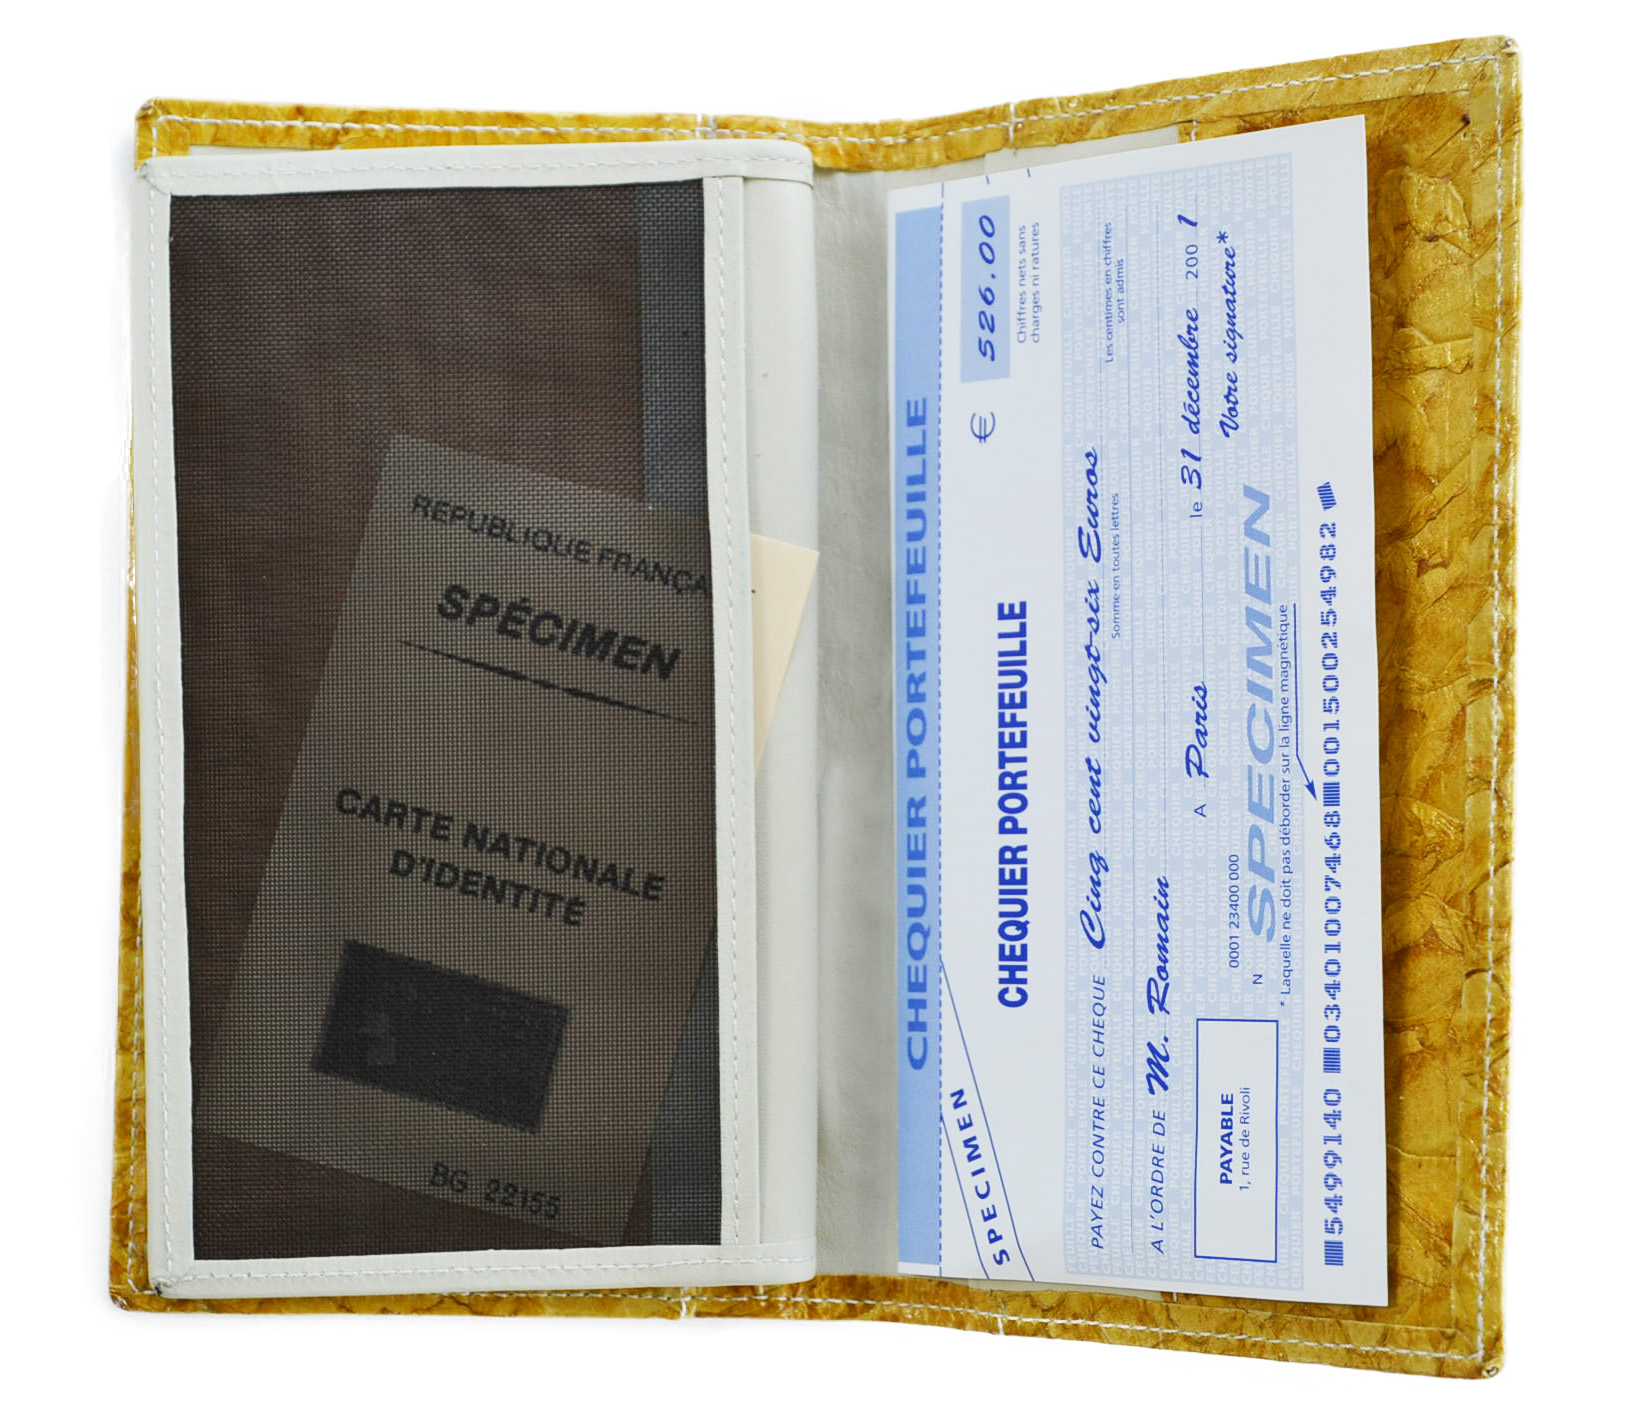 REPUBLIQUE FRANÇA
SPÉCIMEN
CARTE NATIONALE
D'IDENTITÉ
BG 22155
CHEQUIER PORTEFEUILLE
SPECIMEN
CHEQUIER PORTEFEUILLE
€ 526,00
Chiffres nets sans
charges ni ratures
PAYEZ CONTRE CE CHEQUE Cinq cent vingt-six Euros
Somme en toutes lettres
Les centimes en chiffres
sont admis
A L'ORDRE DE M. Romain
A Paris le 31 décembre 200 1
PAYABLE
1, rue de Rivoli
0001 23400 000
N
SPECIMEN
Votre signature*
* Laquelle ne doit pas déborder sur la ligne magnétique
5499140 03401007468001500254982